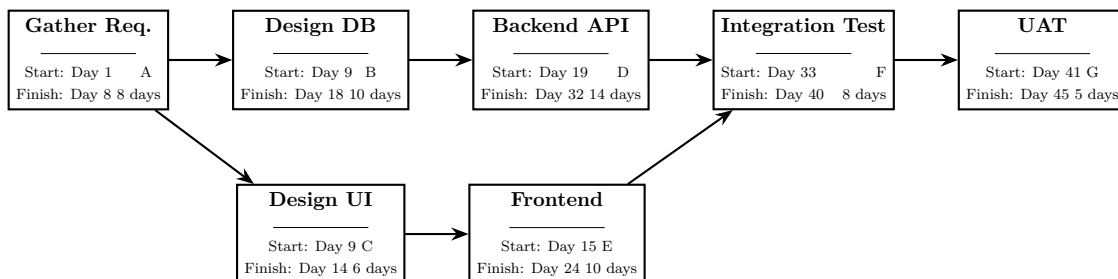 Gather Req.
Start: Day 1 A
Finish: Day 8 8 days
Design DB
Start: Day 9 B
Finish: Day 18 10 days
Backend API
Start: Day 19 D
Finish: Day 32 14 days
Integration Test
Start: Day 33 F
Finish: Day 40 8 days
UAT
Start: Day 41 G
Finish: Day 45 5 days
Design UI
Start: Day 9 C
Finish: Day 14 6 days
Frontend
Start: Day 15 E
Finish: Day 24 10 days